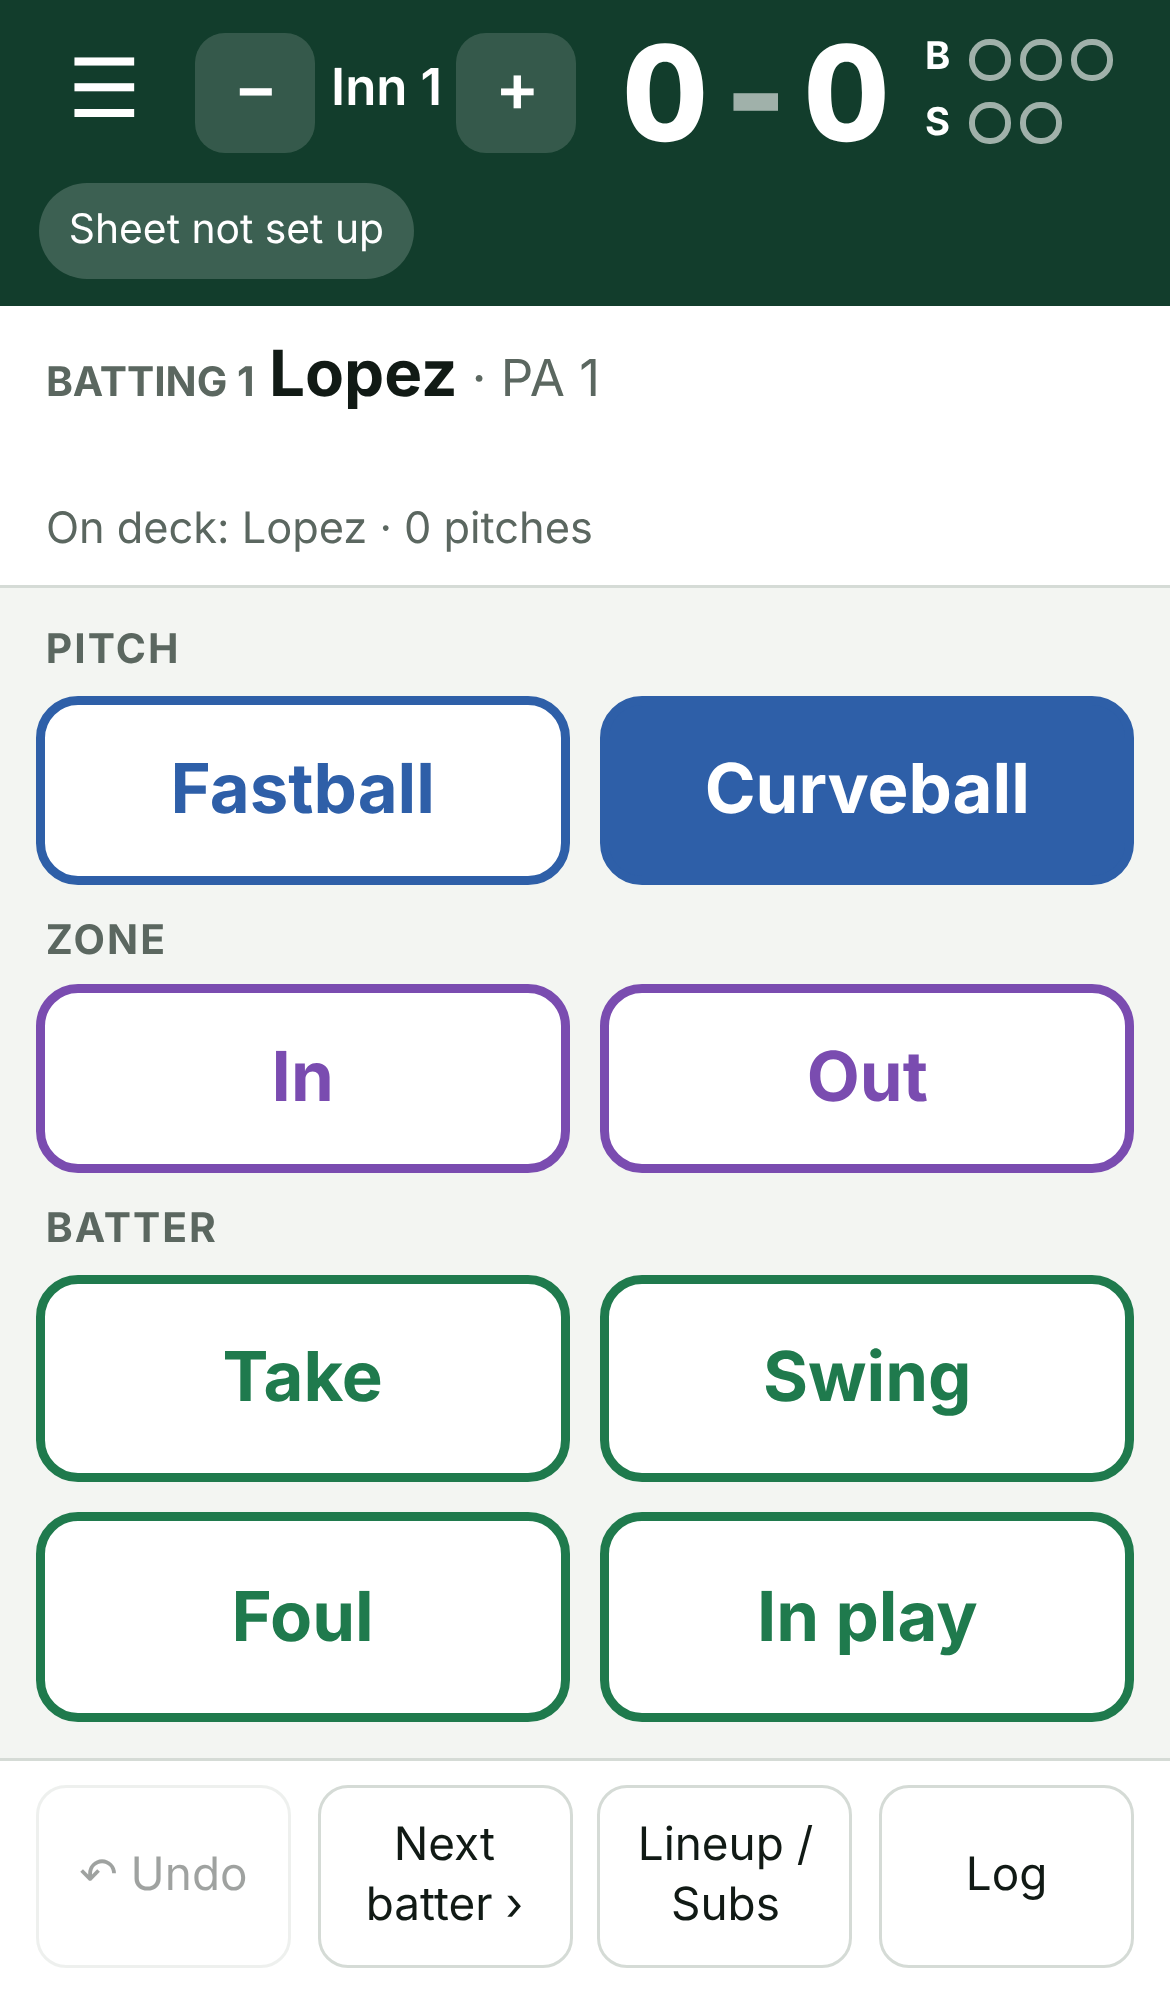 ☰ − Inn 1 + 0 - 0 B
S
Sheet not set up
BATTING 1 Lopez · PA 1
On deck: Lopez · 0 pitches
PITCH
Fastball Curveball
ZONE
In Out
BATTER
Take Swing
Foul In play
↶ Undo
Next
batter ›
Lineup /
Subs
Log